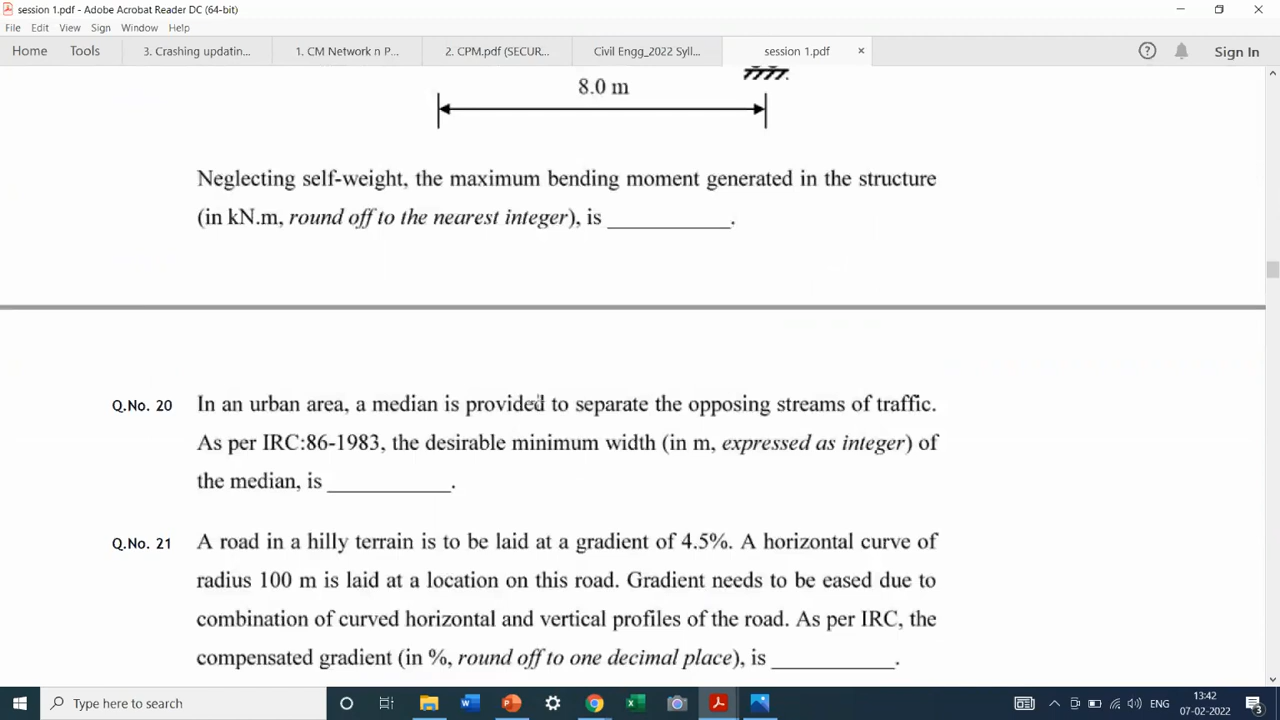 session 1.pdf - Adobe Acrobat Reader DC (64-bit)
File Edit View Sign Window Help
Home Tools 3. Crashing updatin... 1. CM Network n P... 2. CPM.pdf (SECUR... Civil Engg_2022 Syll... session 1.pdf × Sign In
8.0 m
Neglecting self-weight, the maximum bending moment generated in the structure
(in kN.m, round off to the nearest integer), is ___________.
Q.No. 20 In an urban area, a median is provided to separate the opposing streams of traffic.
As per IRC:86-1983, the desirable minimum width (in m, expressed as integer) of
the median, is ___________.
Q.No. 21 A road in a hilly terrain is to be laid at a gradient of 4.5%. A horizontal curve of
radius 100 m is laid at a location on this road. Gradient needs to be eased due to
combination of curved horizontal and vertical profiles of the road. As per IRC, the
compensated gradient (in %, round off to one decimal place), is ___________.
Type here to search
ENG
13:42
07-02-2022
3